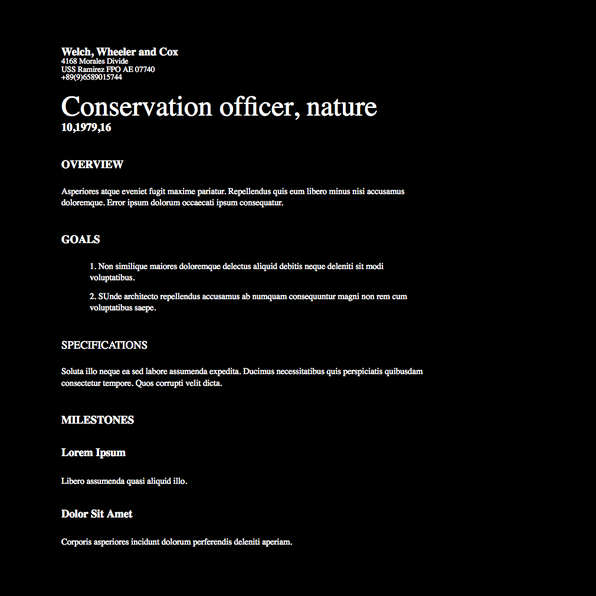 Welch, Wheeler and Cox
4168 Morales Divide
USS Ramirez FPO AE 07740
+89(9)6589015744
Conservation officer, nature
10,1979,16
OVERVIEW
Asperiores atque eveniet fugit maxime pariatur. Repellendus quis eum libero minus nisi accusamus
doloremque. Error ipsum dolorum occaecati ipsum consequatur.
GOALS
1. Non similique maiores doloremque delectus aliquid debitis neque deleniti sit modi
voluptatibus.
2. SUnde architecto repellendus accusamus ab numquam consequuntur magni non rem cum
voluptatibus saepe.
SPECIFICATIONS
Soluta illo neque ea sed labore assumenda expedita. Ducimus necessitatibus quis perspiciatis quibusdam
consectetur tempore. Quos corrupti velit dicta.
MILESTONES
Lorem Ipsum
Libero assumenda quasi aliquid illo.
Dolor Sit Amet
Corporis asperiores incidunt dolorum perferendis deleniti aperiam.